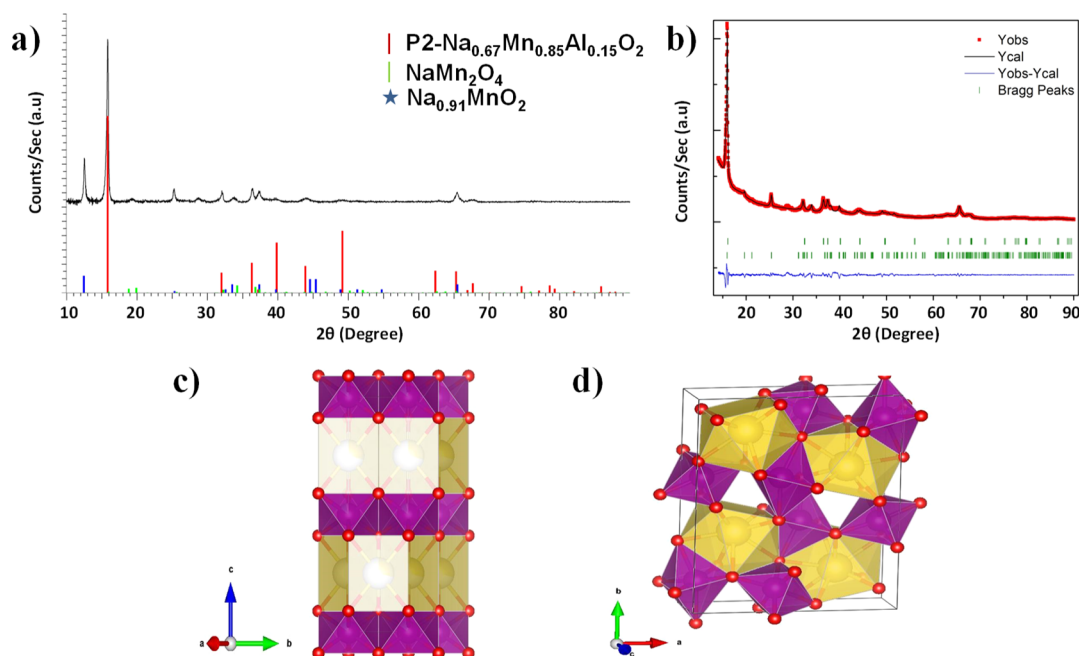 a)
P2-Na0.67Mn0.85Al0.15O2
NaMn2O4
Na0.91MnO2
Counts/Sec (a.u)
10 20 30 40 50 60 70 80
2θ (Degree)
b)
Yobs
Ycal
Yobs-Ycal
Bragg Peaks
Counts/Sec (a.u)
20 30 40 50 60 70 80 90
2θ (Degree)
c)
c
a
b
d)
b
a
c